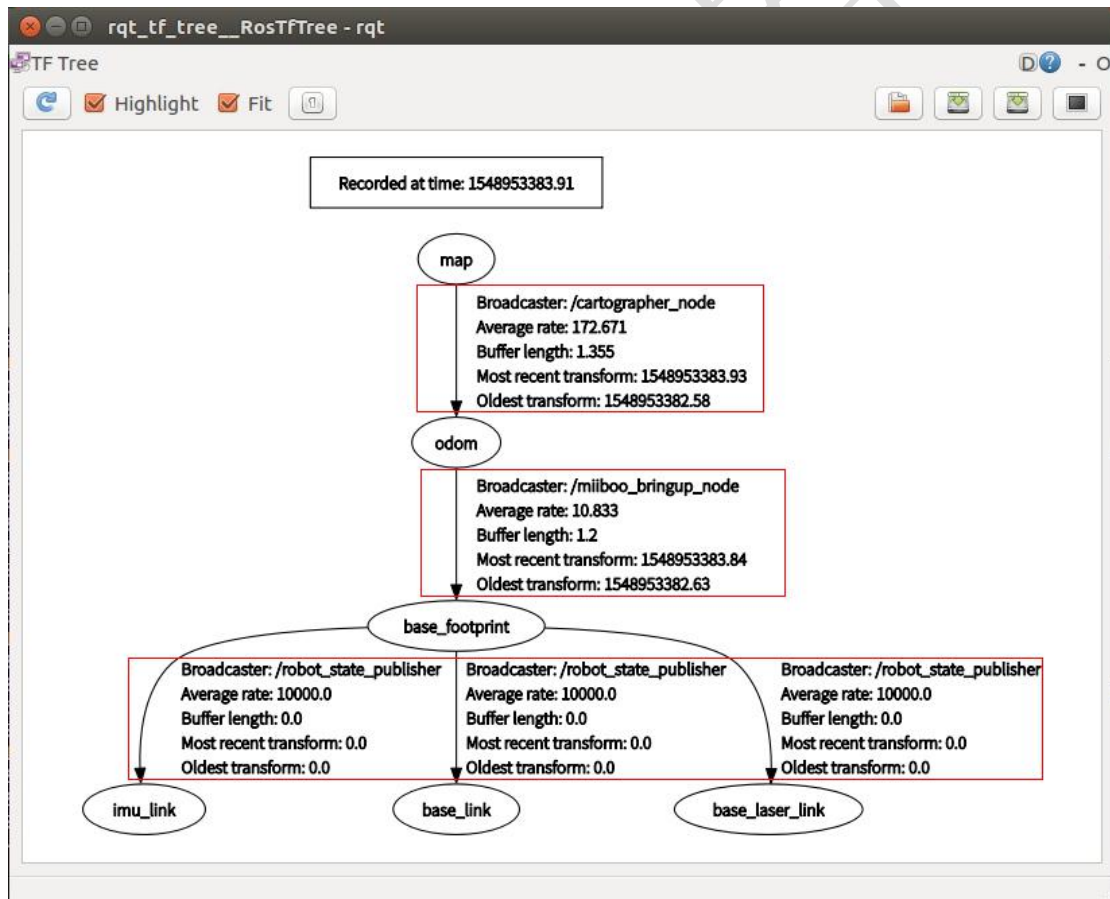 rqt_tf_tree__RosTfTree - rqt
TF Tree
D
- O
Highlight
Fit
Recorded at time: 1548953383.91
map
Broadcaster: /cartographer_node
Average rate: 172.671
Buffer length: 1.355
Most recent transform: 1548953383.93
Oldest transform: 1548953382.58
odom
Broadcaster: /miiboo_bringup_node
Average rate: 10.833
Buffer length: 1.2
Most recent transform: 1548953383.84
Oldest transform: 1548953382.63
base_footprint
Broadcaster: /robot_state_publisher
Average rate: 10000.0
Buffer length: 0.0
Most recent transform: 0.0
Oldest transform: 0.0
Broadcaster: /robot_state_publisher
Average rate: 10000.0
Buffer length: 0.0
Most recent transform: 0.0
Oldest transform: 0.0
Broadcaster: /robot_state_publisher
Average rate: 10000.0
Buffer length: 0.0
Most recent transform: 0.0
Oldest transform: 0.0
imu_link
base_link
base_laser_link